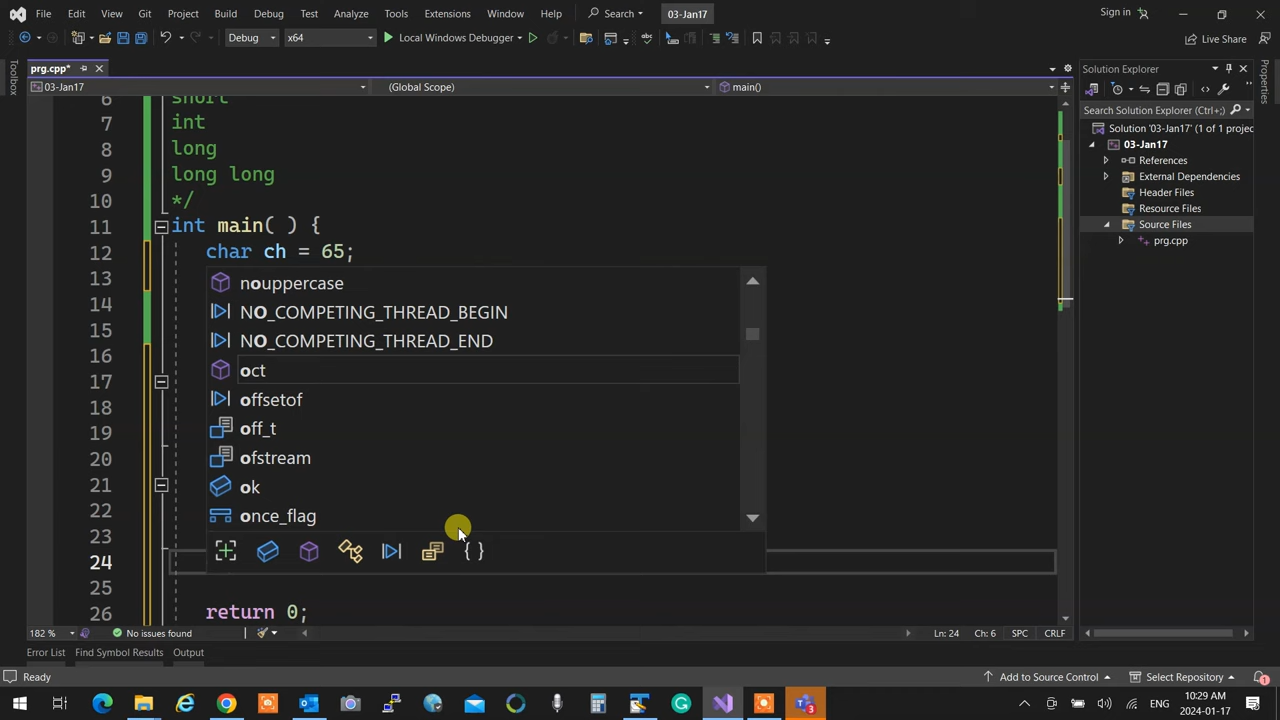 File Edit View Git Project Build Debug Test Analyze Tools Extensions Window Help Search 03-Jan17 Sign in
Debug x64 Local Windows Debugger Live Share
Toolbox
prg.cpp*
03-Jan17 (Global Scope) main()
6 short
7 int
8 long
9 long long
10 */
11 int main( ) {
12 char ch = 65;
13 nouppercase
14 NO_COMPETING_THREAD_BEGIN
15 NO_COMPETING_THREAD_END
16 oct
17 offsetof
18 off_t
19 ofstream
20
21 ok
22 once_flag
23
24
25
26 return 0;
182 % No issues found Ln: 24 Ch: 6 SPC CRLF
Solution Explorer
Search Solution Explorer (Ctrl+;)
Solution '03-Jan17' (1 of 1 projec
03-Jan17
References
External Dependencies
Header Files
Resource Files
Source Files
prg.cpp
Properties
Error List Find Symbol Results Output
Ready Add to Source Control Select Repository 1
3 ENG 10:29 AM
2024-01-17